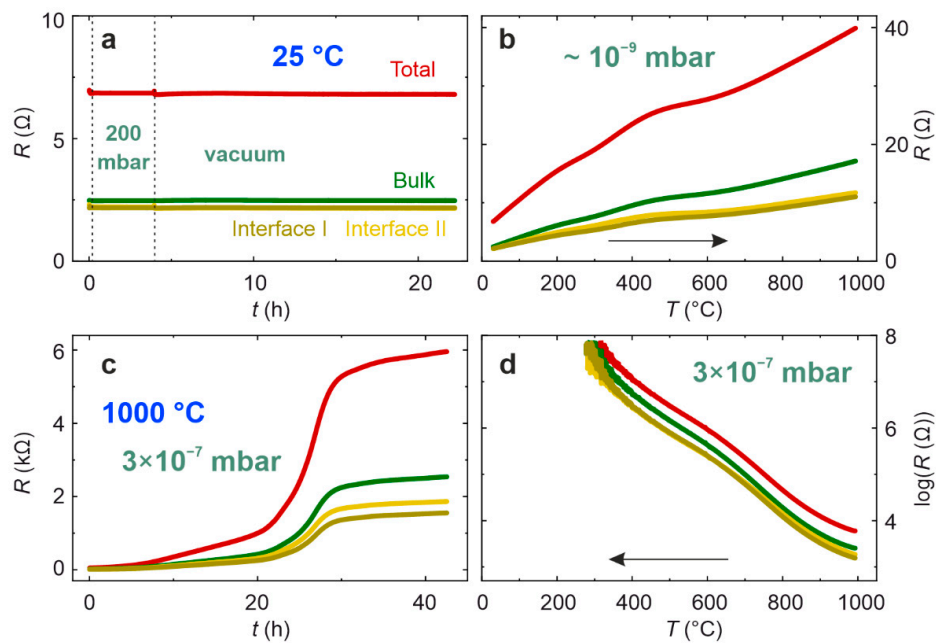 a
25 °C
Total
200
mbar
vacuum
Bulk
Interface I
Interface II
R (Ω)
10
5
0
0
10
20
t (h)
b
~ 10⁻⁹ mbar
R (Ω)
40
20
0
0
200
400
600
800
1000
T (°C)
c
1000 °C
3×10⁻⁷ mbar
R (kΩ)
6
4
2
0
0
20
40
t (h)
d
3×10⁻⁷ mbar
log(R (Ω))
8
6
4
0
200
400
600
800
1000
T (°C)